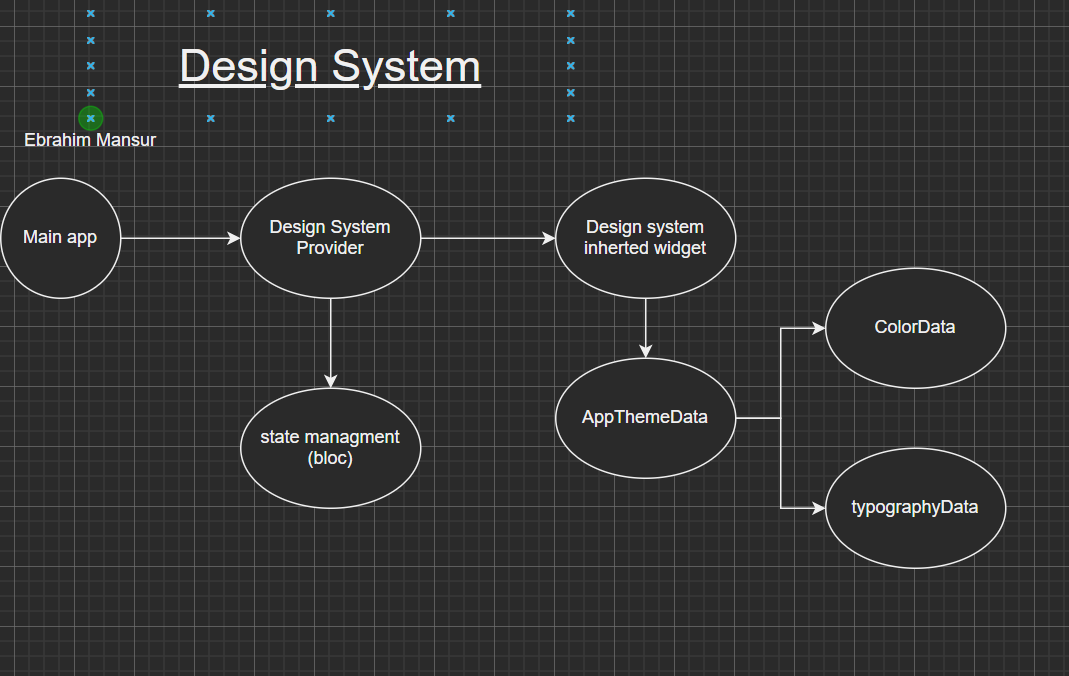 Design System
Ebrahim Mansur
Main app
Design System
Provider
Design system
inherted widget
ColorData
state managment
(bloc)
AppThemeData
typographyData